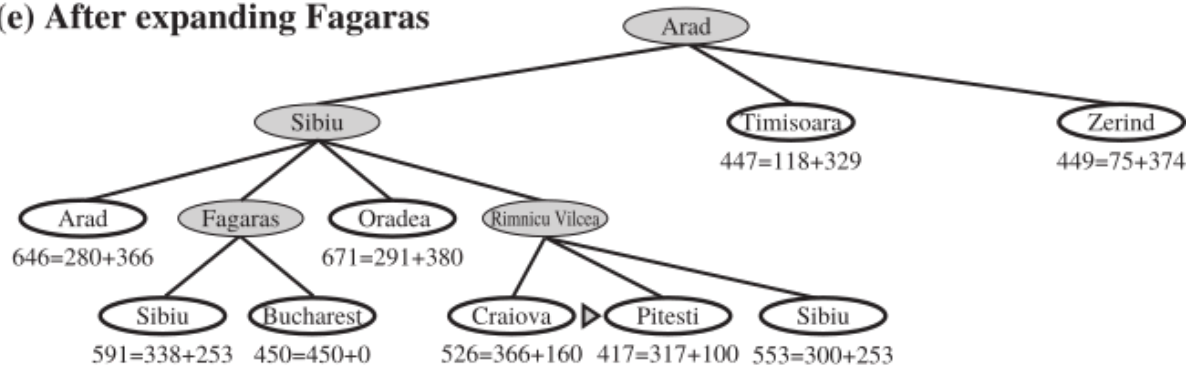 (e) After expanding Fagaras
Arad
Sibiu
Timisoara
Zerind
447=118+329
449=75+374
Arad
Fagaras
Oradea
Rimnicu Vilcea
646=280+366
671=291+380
Sibiu
Bucharest
Craiova
Pitesti
Sibiu
591=338+253
450=450+0
526=366+160
417=317+100
553=300+253